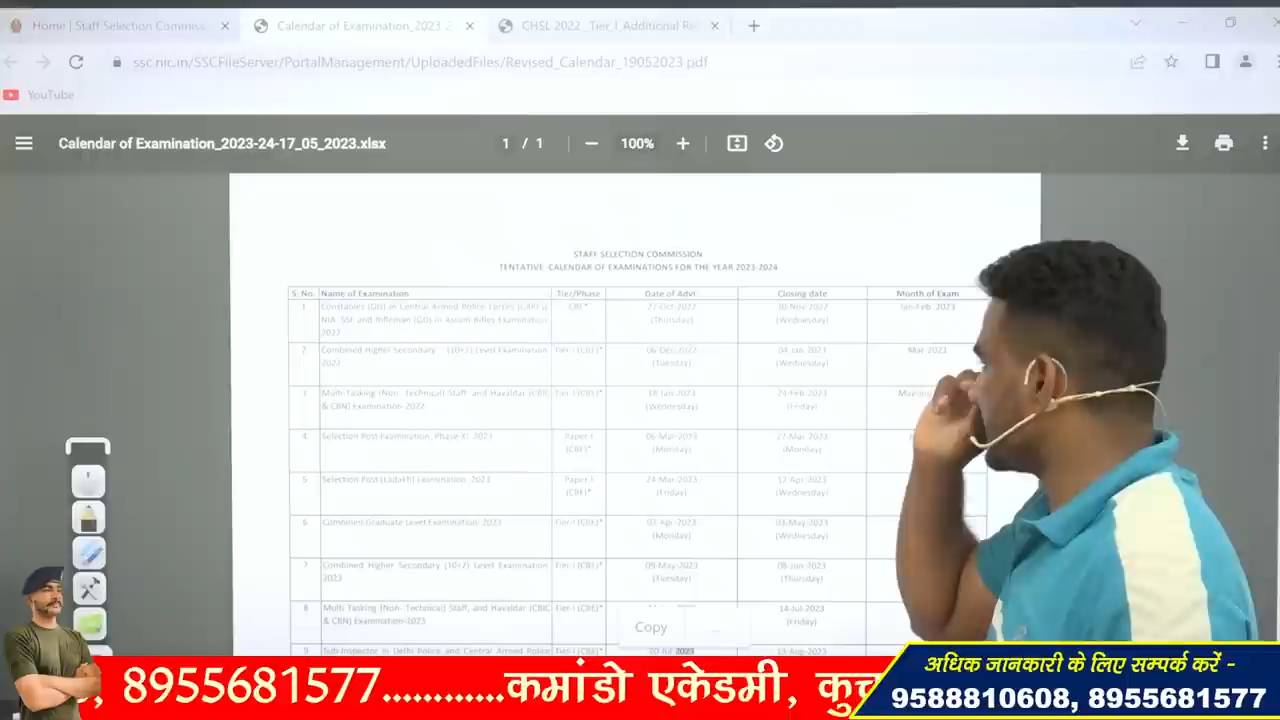 Home | Staff Selection Commiss
Calendar of Examination_2023-2
CHSL 2022 _Tier_I_Additional Re
ssc.nic.in/SSCFileServer/PortalManagement/UploadedFiles/Revised_Calendar_19052023.pdf
YouTube
Calendar of Examination_2023-24-17_05_2023.xlsx
1 / 1
100%
STAFF SELECTION COMMISSION
TENTATIVE CALENDAR OF EXAMINATIONS FOR THE YEAR 2023-2024
S. No. Name of Examination Tier/Phase Date of Advt. Closing date Month of Exam
1 Constables (GD) in Central Armed Police Forces (CAPFs), CBE* 27-Oct-2022 30-Nov-2022 Jan-Feb 2023
NIA, SSF and Rifleman (GD) in Assam Rifles Examination (Thursday) (Wednesday)
2022
2 Combined Higher Secondary (10+2) Level Examination Tier-I (CBE)* 06-Dec-2022 04-Jan-2023 Mar-2023
2022 (Tuesday) (Wednesday)
3 Multi-Tasking (Non- Technical) Staff, and Havaldar (CBIC Tier-I (CBE)* 18-Jan-2023 24-Feb-2023
& CBN) Examination-2022 (Wednesday) (Friday)
4 Selection Post Examination, Phase-XI, 2023 Paper-I 06-Mar-2023 27-Mar-2023
(CBE)* (Monday) (Monday)
5 Selection Post (Ladakh) Examination -2023 Paper-I 24-Mar-2023 12-Apr-2023
(CBE)* (Friday) (Wednesday)
6 Combined Graduate Level Examination, 2023 Tier-I (CBE)* 03-Apr-2023 03-May-2023
(Monday) (Wednesday)
7 Combined Higher Secondary (10+2) Level Examination Tier-I (CBE)* 09-May-2023 08-Jun-2023
2023 (Tuesday) (Thursday)
8 Multi Tasking (Non- Technical) Staff, and Havaldar (CBIC Tier-I (CBE)* 14-Jul-2023
& CBN) Examination-2023 (Friday)
9 Sub-Inspector in Delhi Police and Central Armed Police 20-Jul-2023 13-Aug-2023
Copy
8955681577............कमांडो एकेडमी, कुच
अधिक जानकारी के लिए सम्पर्क करें -
9588810608, 8955681577